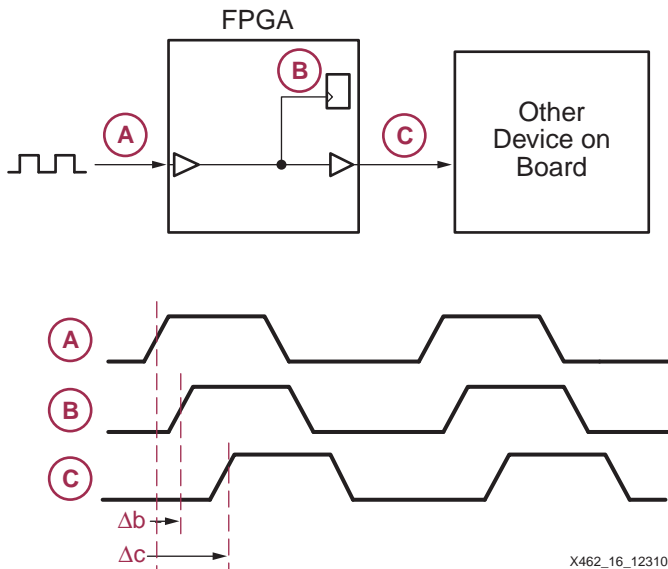 FPGA
B
A
C
Other
Device on
Board
A
B
C
Δb
Δc
X462_16_12310